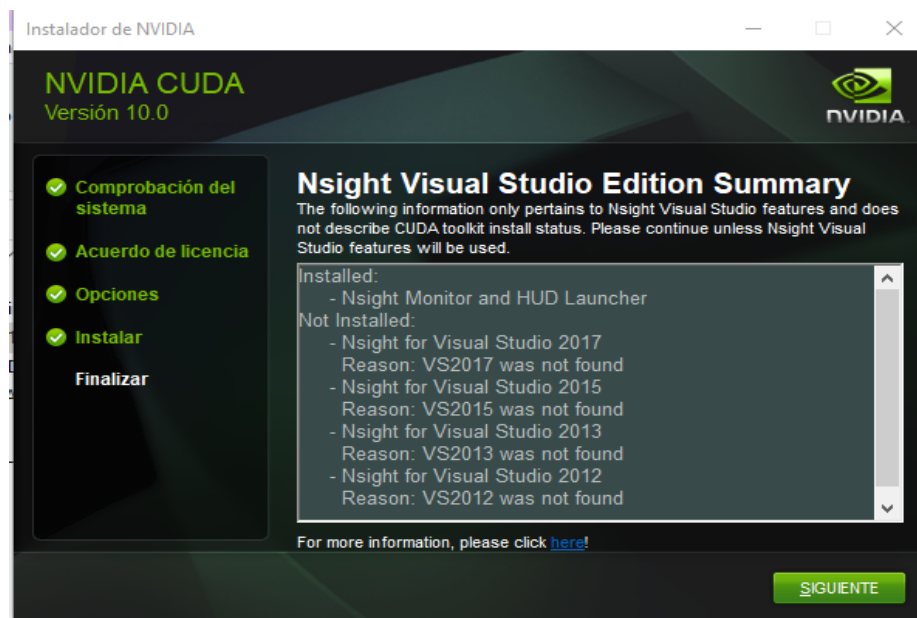 Instalador de NVIDIA
NVIDIA CUDA
Versión 10.0
NVIDIA.
Comprobación del
sistema
Acuerdo de licencia
Opciones
Instalar
Finalizar
Nsight Visual Studio Edition Summary
The following information only pertains to Nsight Visual Studio features and does
not describe CUDA toolkit install status. Please continue unless Nsight Visual
Studio features will be used.
Installed:
- Nsight Monitor and HUD Launcher
Not Installed:
- Nsight for Visual Studio 2017
Reason: VS2017 was not found
- Nsight for Visual Studio 2015
Reason: VS2015 was not found
- Nsight for Visual Studio 2013
Reason: VS2013 was not found
- Nsight for Visual Studio 2012
Reason: VS2012 was not found
For more information, please click here!
SIGUIENTE